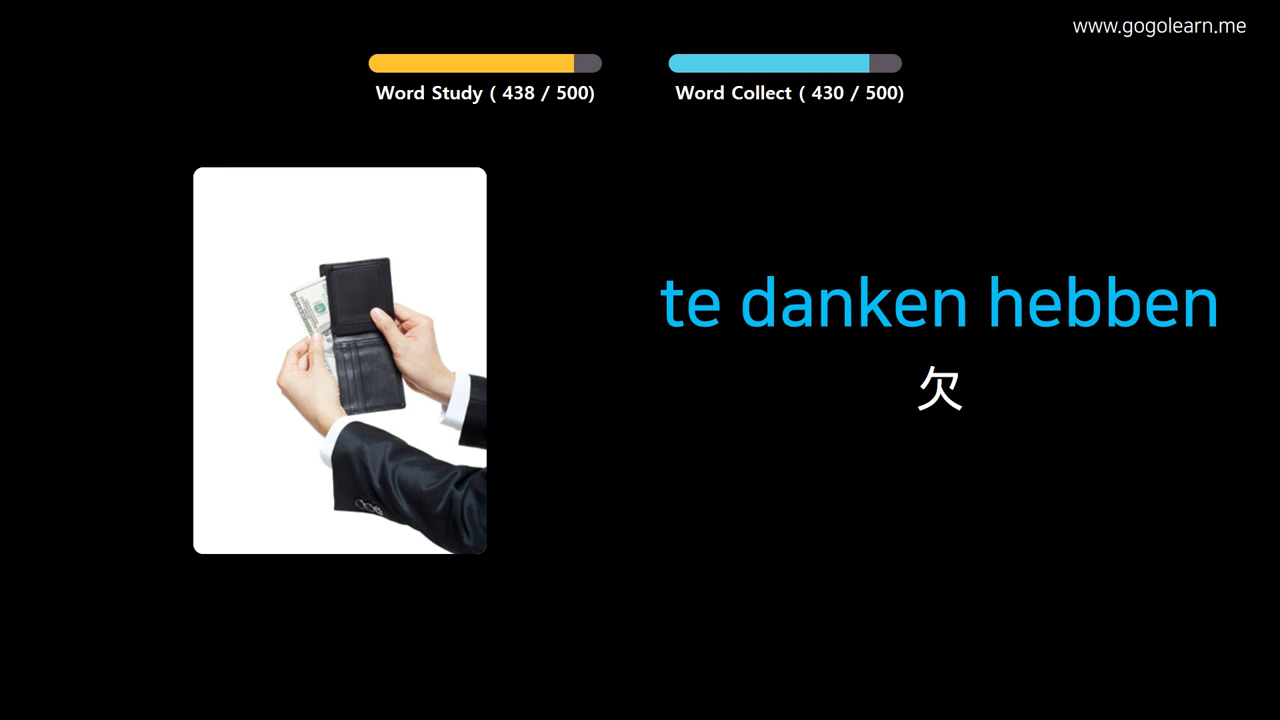 www.gogolearn.me
Word Study ( 438 / 500)
Word Collect ( 430 / 500)
te danken hebben
欠